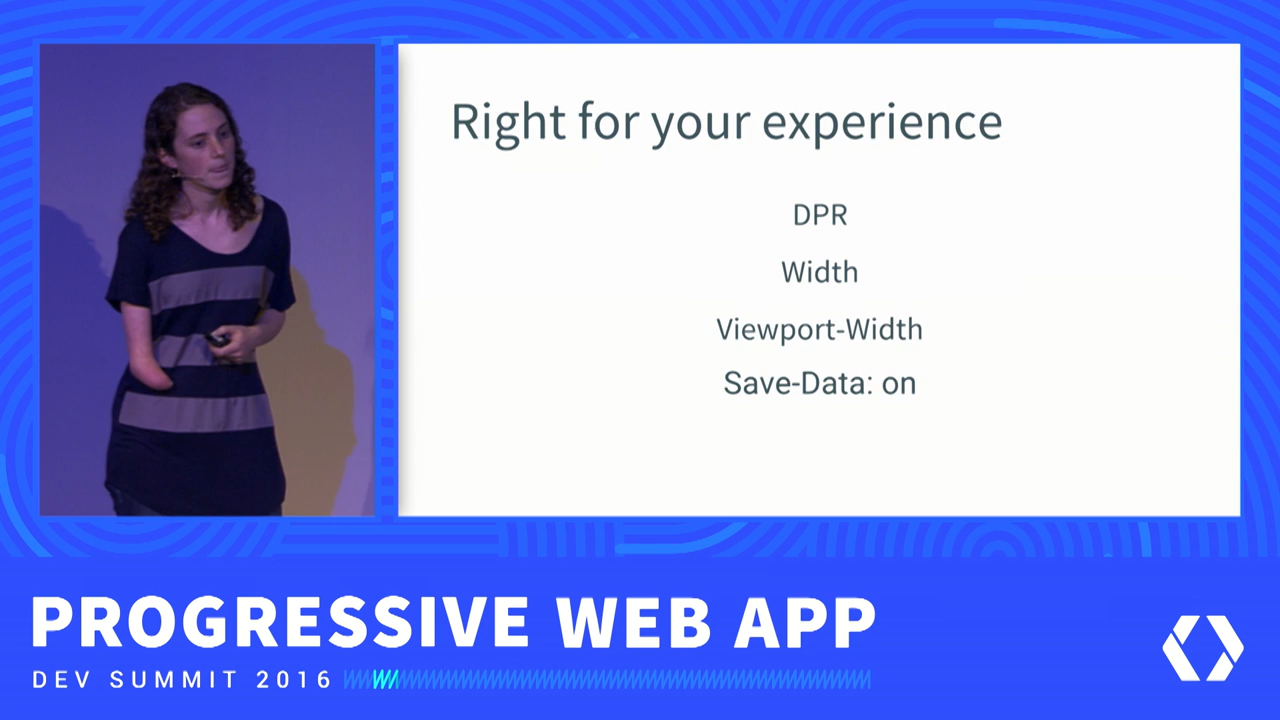 Right for your experience
DPR
Width
Viewport-Width
Save-Data: on
PROGRESSIVE WEB APP
DEV SUMMIT 2016